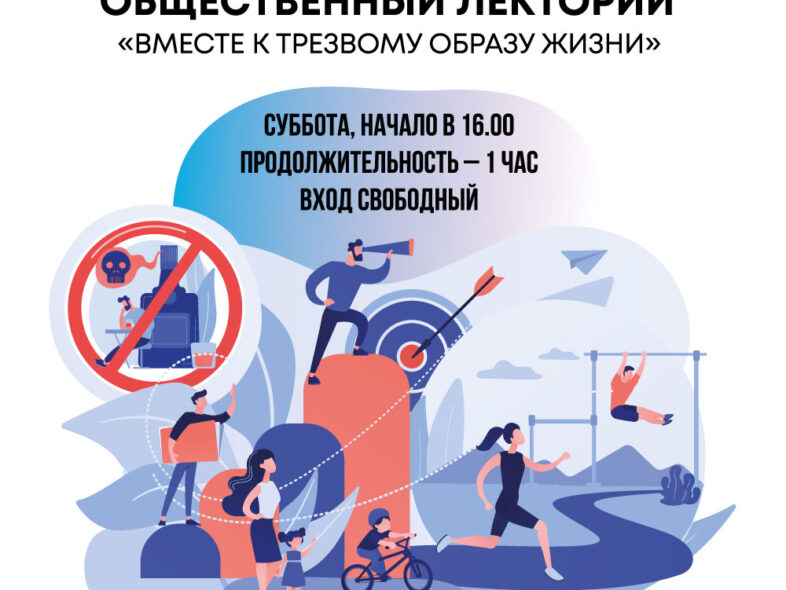 ОБЩЕСТВЕННЫЙ ЛЕКТОРИЙ
«ВМЕСТЕ К ТРЕЗВОМУ ОБРАЗУ ЖИЗНИ»
СУББОТА, НАЧАЛО В 16.00
ПРОДОЛЖИТЕЛЬНОСТЬ – 1 ЧАС
ВХОД СВОБОДНЫЙ